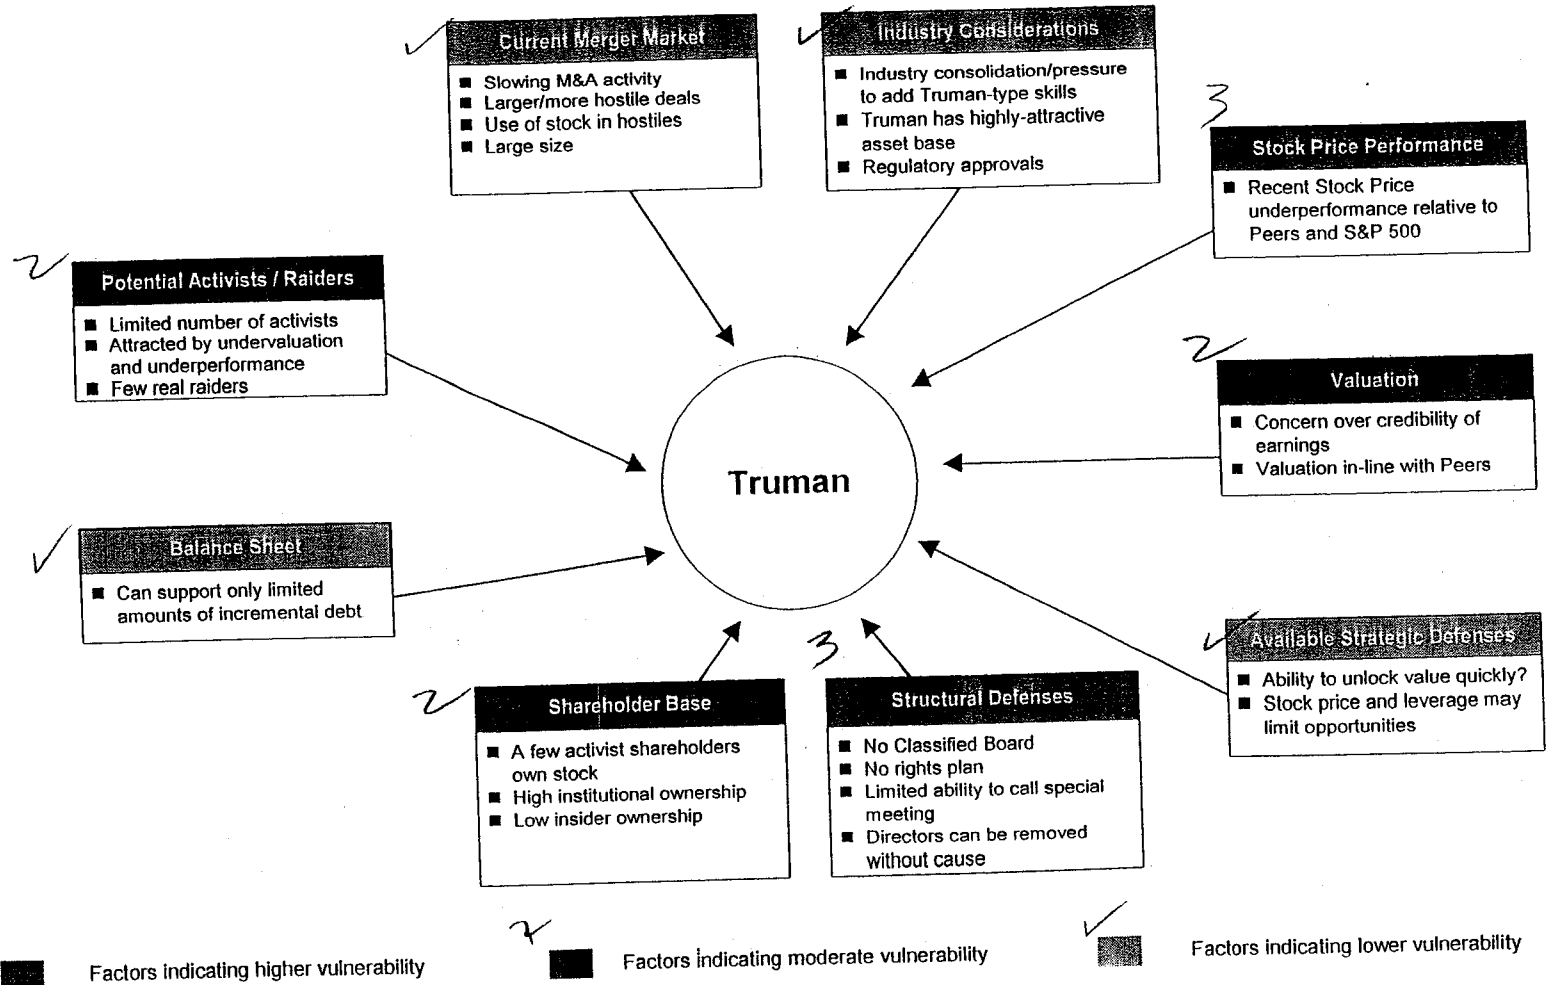 Current Merger Market
Slowing M&A activity
Larger/more hostile deals
Use of stock in hostiles
Large size
Industry Considerations
Industry consolidation/pressure
to add Truman-type skills
Truman has highly-attractive
asset base
Regulatory approvals
3
Stock Price Performance
Recent Stock Price
underperformance relative to
Peers and S&P 500
2
Potential Activists / Raiders
Limited number of activists
Attracted by undervaluation
and underperformance
Few real raiders
2
Valuation
Concern over credibility of
earnings
Valuation in-line with Peers
Truman
Balance Sheet
Can support only limited
amounts of incremental debt
Available Strategic Defenses
Ability to unlock value quickly?
Stock price and leverage may
limit opportunities
2
Shareholder Base
A few activist shareholders
own stock
High institutional ownership
Low insider ownership
3
Structural Defenses
No Classified Board
No rights plan
Limited ability to call special
meeting
Directors can be removed
without cause
Factors indicating higher vulnerability
2
Factors indicating moderate vulnerability
Factors indicating lower vulnerability